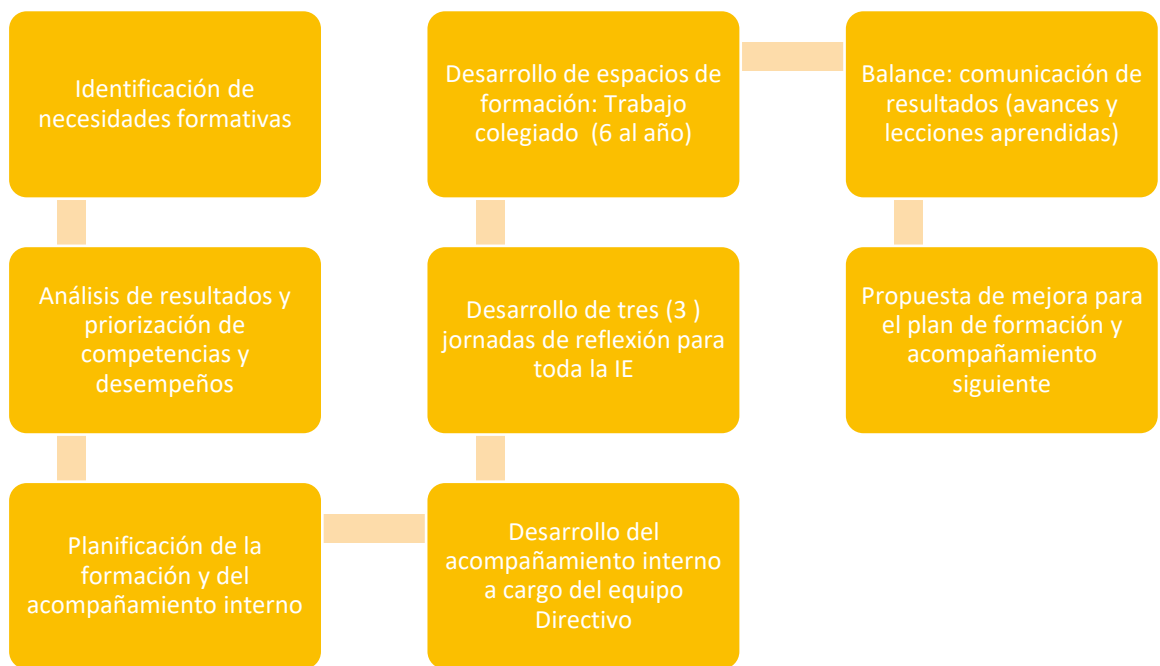 Identificación de
necesidades formativas
Análisis de resultados y
priorización de
competencias y
desempeños
Planificación de la
formación y del
acompañamiento interno
Desarrollo del
acompañamiento interno
a cargo del equipo
Directivo
Desarrollo de tres (3 )
jornadas de reflexión para
toda la IE
Desarrollo de espacios de
formación: Trabajo
colegiado  (6 al año)
Balance: comunicación de
resultados (avances y
lecciones aprendidas)
Propuesta de mejora para
el plan de formación y
acompañamiento
siguiente